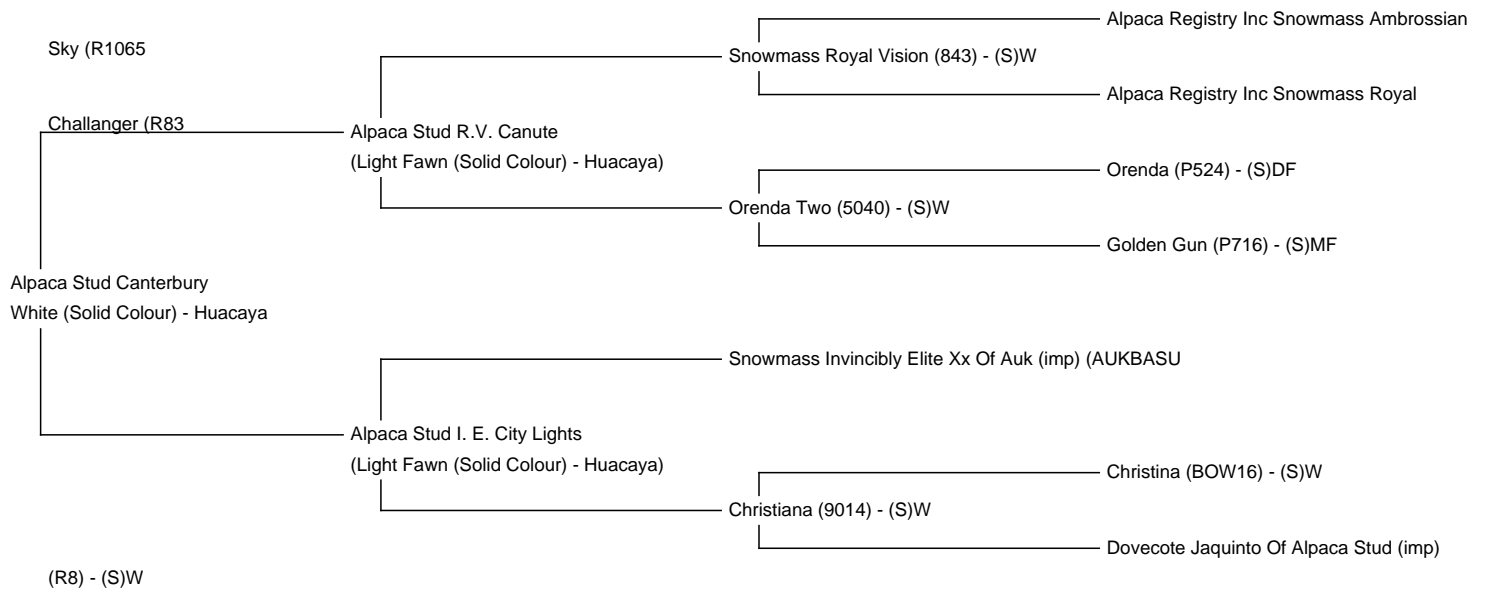 Alpaca Registry Inc Snowmass Ambrossian
Sky (R1065
Snowmass Royal Vision (843) - (S)W
Alpaca Registry Inc Snowmass Royal
Challanger (R83
Alpaca Stud R.V. Canute
(Light Fawn (Solid Colour) - Huacaya)
Orenda (P524) - (S)DF
Orenda Two (5040) - (S)W
Golden Gun (P716) - (S)MF
Alpaca Stud Canterbury
White (Solid Colour) - Huacaya
Snowmass Invincibly Elite Xx Of Auk (imp) (AUKBASU
Alpaca Stud I. E. City Lights
(Light Fawn (Solid Colour) - Huacaya)
Christina (BOW16) - (S)W
Christiana (9014) - (S)W
Dovecote Jaquinto Of Alpaca Stud (imp)
(R8) - (S)W